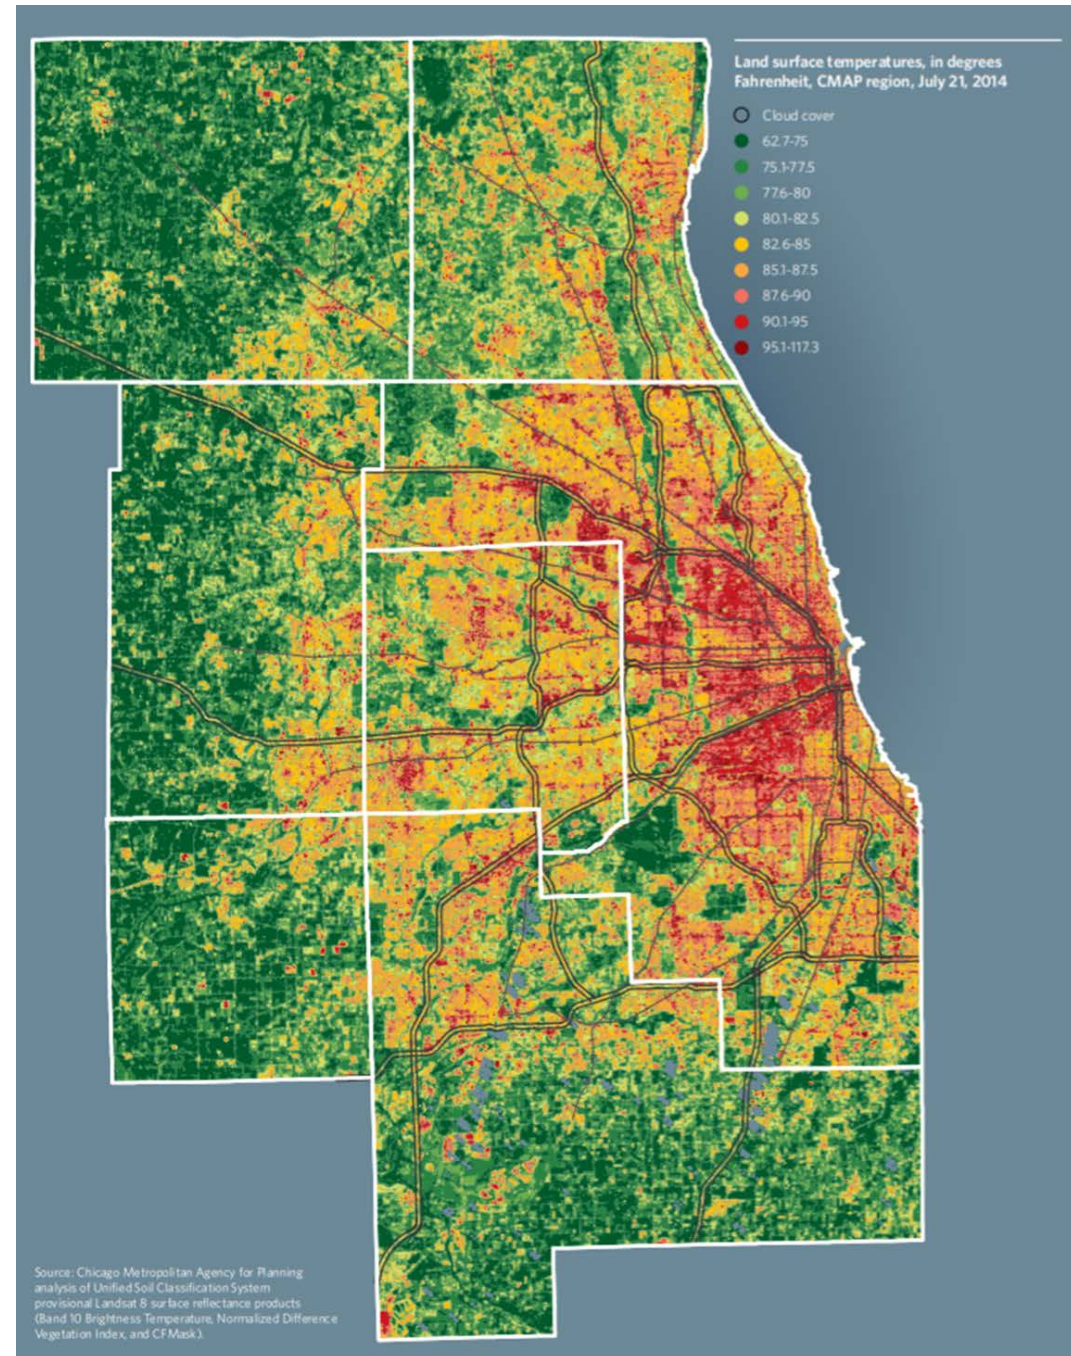 Land surface temperatures, in degrees
Fahrenheit, CMAP region, July 21, 2014
Cloud cover
62.7-75
75.1-77.5
77.6-80
80.1-82.5
82.6-85
85.1-87.5
87.6-90
90.1-95
95.1-117.3
Source: Chicago Metropolitan Agency for Planning
analysis of Unified Soil Classification System
provisional Landsat 8 surface reflectance products
(Band 10 Brightness Temperature, Normalized Difference
Vegetation Index, and CFMask).